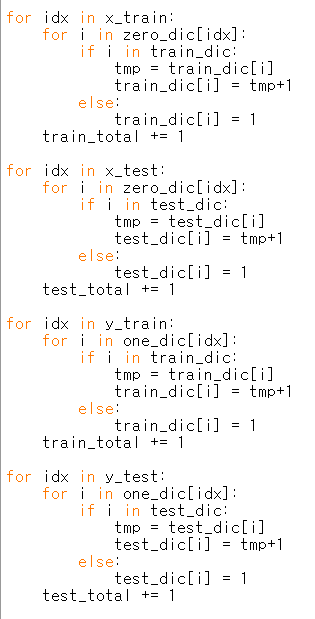 for idx in x_train:
    for i in zero_dic[idx]:
        if i in train_dic:
            tmp = train_dic[i]
            train_dic[i] = tmp+1
        else:
            train_dic[i] = 1
    train_total += 1

for idx in x_test:
    for i in zero_dic[idx]:
        if i in test_dic:
            tmp = test_dic[i]
            test_dic[i] = tmp+1
        else:
            test_dic[i] = 1
    test_total += 1

for idx in y_train:
    for i in one_dic[idx]:
        if i in train_dic:
            tmp = train_dic[i]
            train_dic[i] = tmp+1
        else:
            train_dic[i] = 1
    train_total += 1

for idx in y_test:
    for i in one_dic[idx]:
        if i in test_dic:
            tmp = test_dic[i]
            test_dic[i] = tmp+1
        else:
            test_dic[i] = 1
    test_total += 1